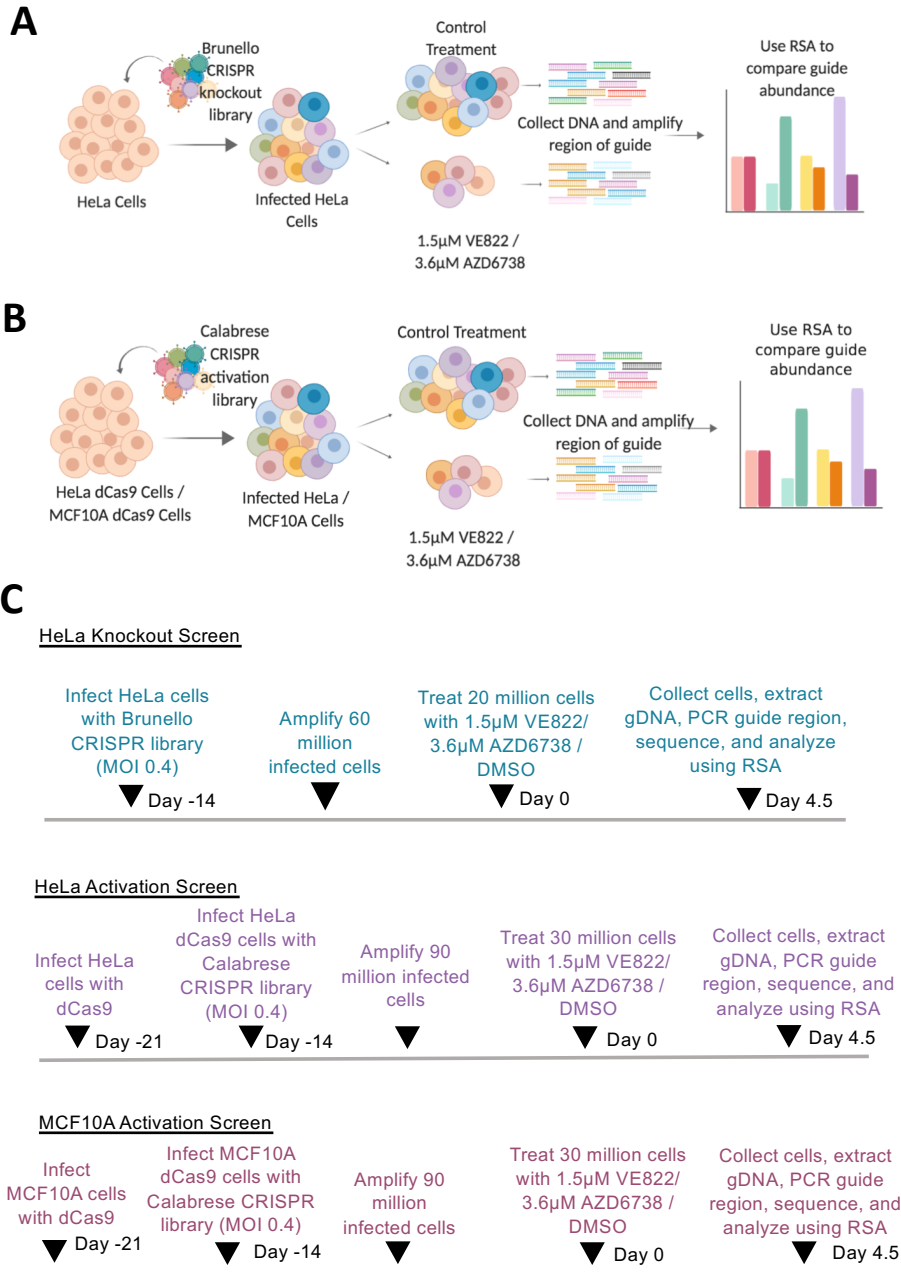 A
Brunello
CRISPR
knockout
library
HeLa Cells
Infected HeLa
Cells
Control
Treatment
1.5µM VE822 /
3.6µM AZD6738
Collect DNA and amplify
region of guide
Use RSA to
compare guide
abundance
B
Calabrese
CRISPR
activation
library
HeLa dCas9 Cells /
MCF10A dCas9 Cells
Infected HeLa /
MCF10A Cells
Control Treatment
1.5µM VE822 /
3.6µM AZD6738
Collect DNA and amplify
region of guide
Use RSA to
compare guide
abundance
C
HeLa Knockout Screen
Infect HeLa cells
with Brunello
CRISPR library
(MOI 0.4)
Day -14
Amplify 60
million
infected cells
Treat 20 million cells
with 1.5µM VE822/
3.6µM AZD6738 /
DMSO
Day 0
Collect cells, extract
gDNA, PCR guide region,
sequence, and analyze
using RSA
Day 4.5
HeLa Activation Screen
Infect HeLa
cells with
dCas9
Day -21
Infect HeLa
dCas9 cells with
Calabrese
CRISPR library
(MOI 0.4)
Day -14
Amplify 90
million infected
cells
Treat 30 million cells
with 1.5µM VE822/
3.6µM AZD6738 /
DMSO
Day 0
Collect cells, extract
gDNA, PCR guide
region, sequence, and
analyze using RSA
Day 4.5
MCF10A Activation Screen
Infect
MCF10A cells
with dCas9
Day -21
Infect MCF10A
dCas9 cells with
Calabrese CRISPR
library (MOI 0.4)
Day -14
Amplify 90
million
infected cells
Treat 30 million cells
with 1.5µM VE822/
3.6µM AZD6738 /
DMSO
Day 0
Collect cells, extract
gDNA, PCR guide
region, sequence, and
analyze using RSA
Day 4.5